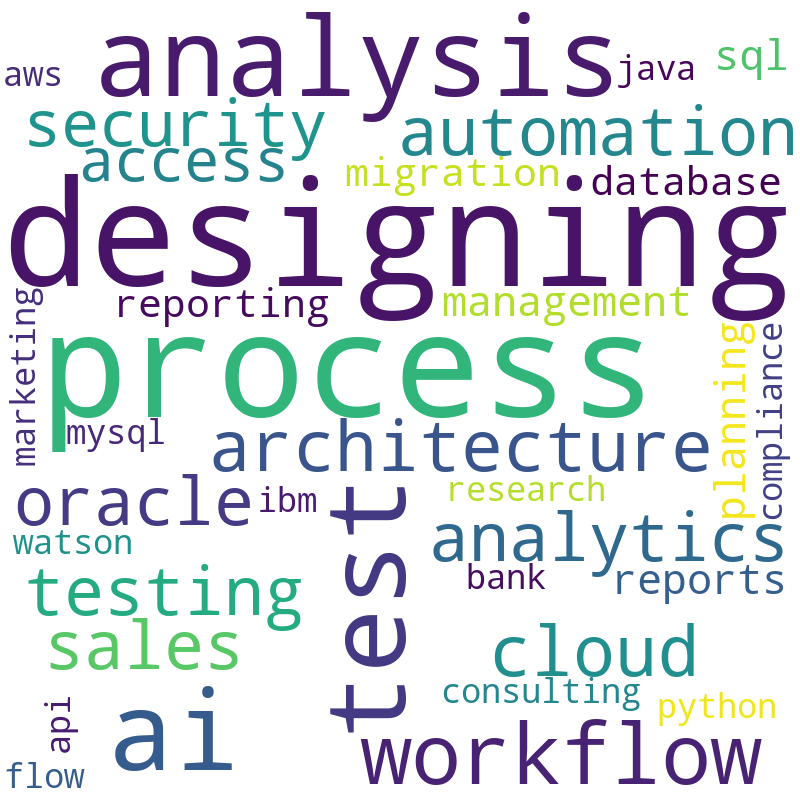 analysis
java
sql
aws
security
automation
access
migration
database
designing
reporting
management
marketing
process
planning
compliance
mysql
architecture
oracle
ibm
research
test
watson
analytics
testing
bank
reports
sales
cloud
consulting
api
ai
python
workflow
flow